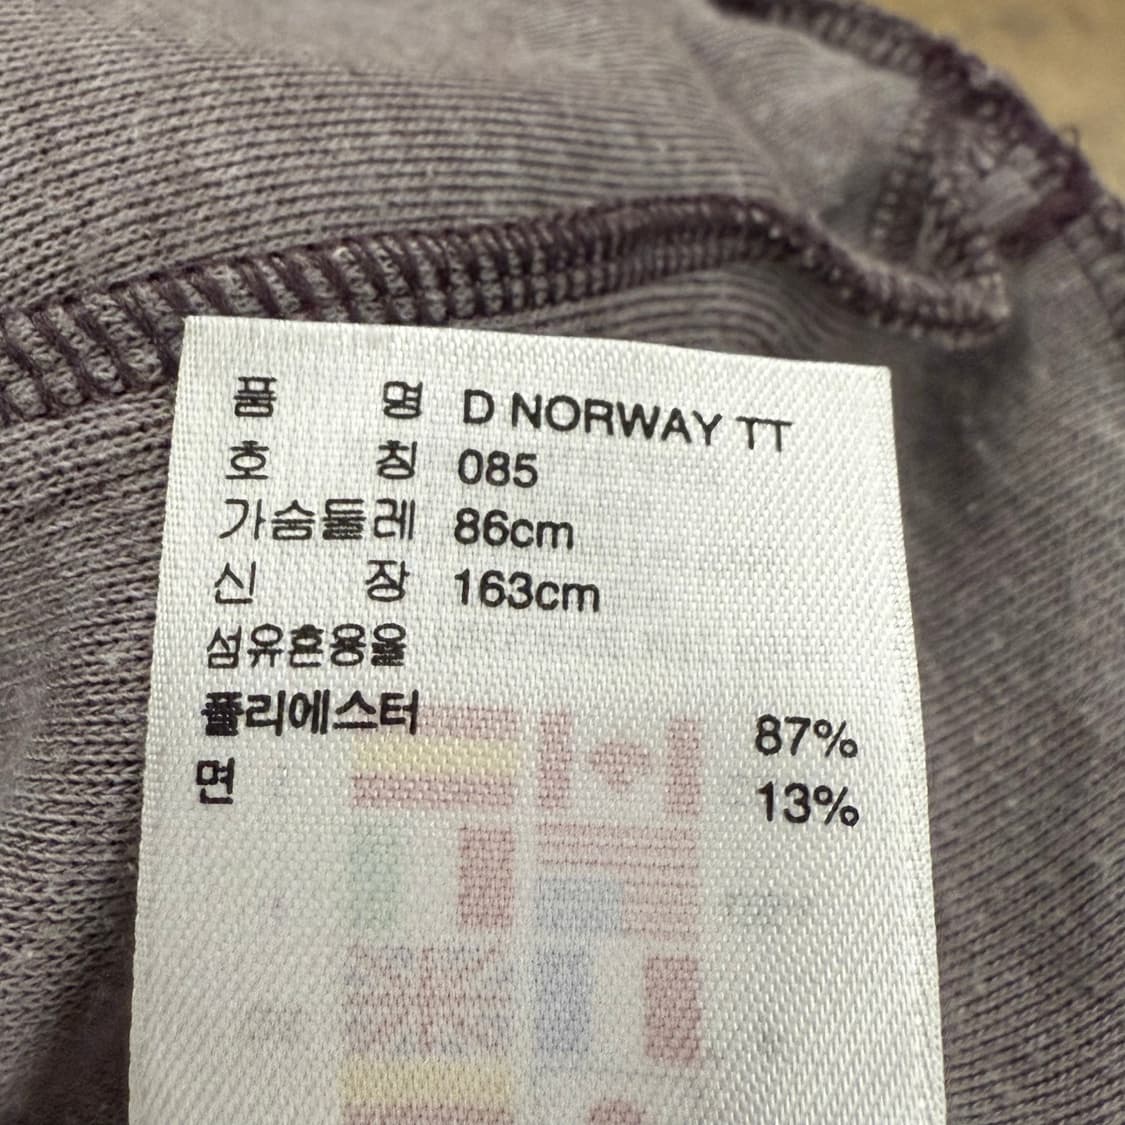 품 명 D NORWAY TT
호 칭 085
가슴둘레 86cm
신 장 163cm
섬유혼용율
폴리에스터 87%
면 13%